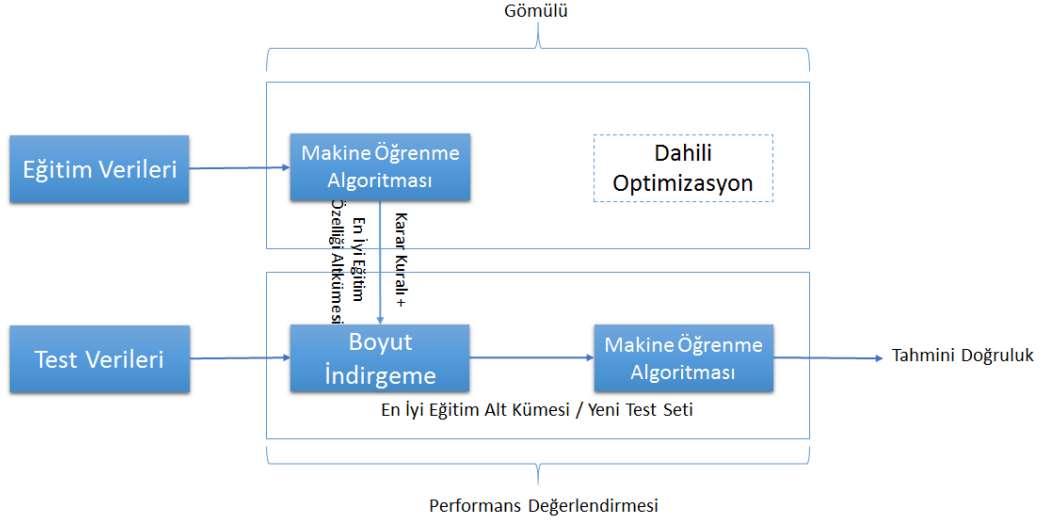 Gömülü
Eğitim Verileri
Makine Öğrenme
Algoritması
Dahili
Optimizasyon
Karar Kuralı +
En İyi Eğitim
Özelliği Altkümesi
Test Verileri
Boyut
İndirgeme
Makine Öğrenme
Algoritması
Tahmini Doğruluk
En İyi Eğitim Alt Kümesi / Yeni Test Seti
Performans Değerlendirmesi